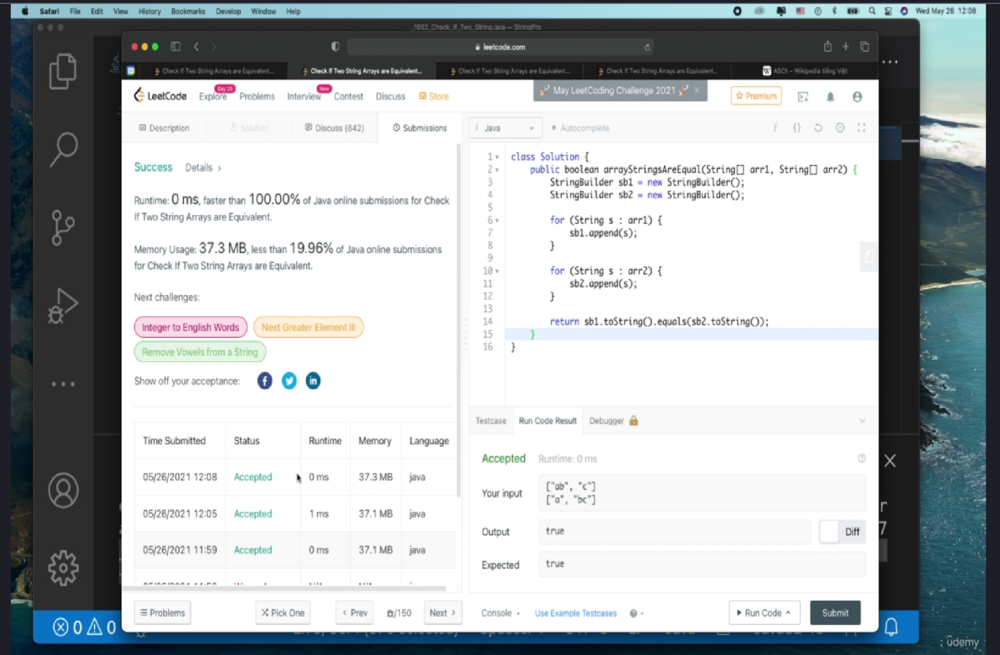 Safari File Edit View History Bookmarks Develop Window Help
Wed May 26 12:08
_1662_Check_If_Two_String.java — StringPro
leetcode.com
Check If Two String Arrays are Equivalent...
Check If Two String Arrays are Equivalent...
Check If Two String Arrays are Equivalent...
Check If Two String Arrays are Equivalent...
W ASCII – Wikipedia tiếng Việt
LeetCode
Explore Day 25
Problems
Interview New
Contest
Discuss
Store
May LeetCoding Challenge 2021 ×
Premium
Description
Solution
Discuss (842)
Submissions
i Java
Autocomplete
Success Details ›
Runtime: 0 ms, faster than 100.00% of Java online submissions for Check
If Two String Arrays are Equivalent.
Memory Usage: 37.3 MB, less than 19.96% of Java online submissions
for Check If Two String Arrays are Equivalent.
Next challenges:
Integer to English Words
Next Greater Element III
Remove Vowels from a String
Show off your acceptance:
Time Submitted Status Runtime Memory Language
05/26/2021 12:08 Accepted 0 ms 37.3 MB java
05/26/2021 12:05 Accepted 1 ms 37.1 MB java
05/26/2021 11:59 Accepted 0 ms 37.1 MB java
1 class Solution {
2 public boolean arrayStringsAreEqual(String[] arr1, String[] arr2) {
3 StringBuilder sb1 = new StringBuilder();
4 StringBuilder sb2 = new StringBuilder();
5
6 for (String s : arr1) {
7 sb1.append(s);
8 }
9
10 for (String s : arr2) {
11 sb2.append(s);
12 }
13
14 return sb1.toString().equals(sb2.toString());
15 }
16 }
Testcase Run Code Result Debugger
Accepted Runtime: 0 ms
Your input
["ab", "c"]
["a", "bc"]
Output true Diff
Expected true
Problems
Pick One
‹ Prev
/150
Next ›
Console
Use Example Testcases
Run Code
Submit
0 0
ûdemy